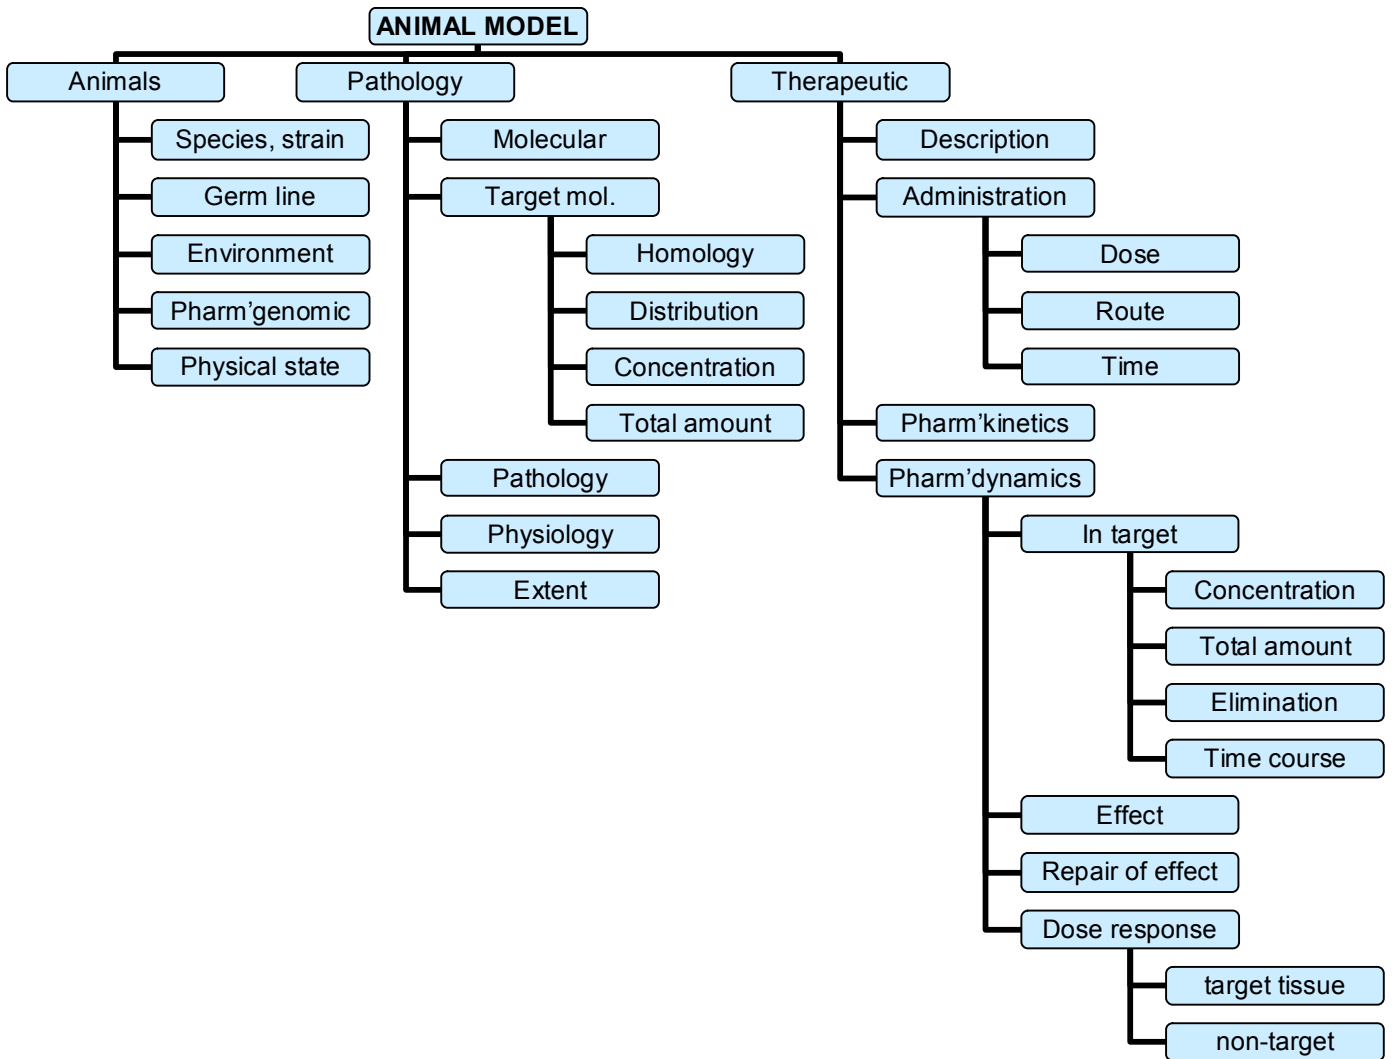 ANIMAL MODEL
Animals
Pathology
Therapeutic
Species, strain
Germ line
Environment
Pharm’genomic
Physical state
Molecular
Target mol.
Homology
Distribution
Concentration
Total amount
Pathology
Physiology
Extent
Description
Administration
Dose
Route
Time
Pharm’kinetics
Pharm’dynamics
In target
Concentration
Total amount
Elimination
Time course
Effect
Repair of effect
Dose response
target tissue
non-target